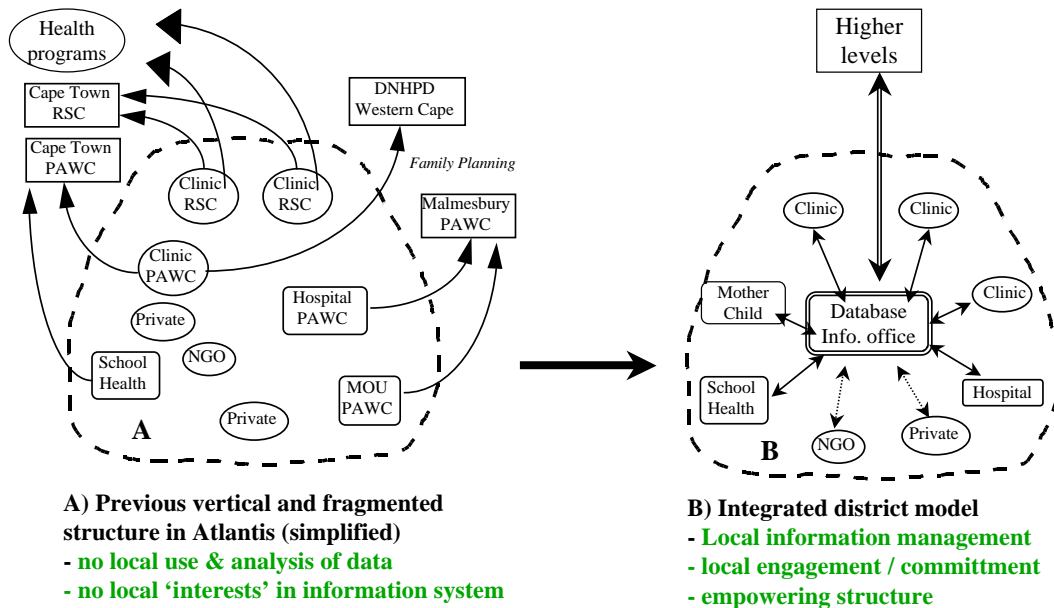 Health
programs
Cape Town
RSC
Cape Town
PAWC
DNHPD
Western Cape
Family Planning
Malmesbury
PAWC
Clinic
RSC
Clinic
RSC
Clinic
PAWC
Private
NGO
School
Health
Hospital
PAWC
MOU
PAWC
Private
A
A) Previous vertical and fragmented
structure in Atlantis (simplified)
- no local use & analysis of data
- no local ‘interests’ in information system
Higher
levels
Clinic
Clinic
Clinic
Mother
Child
Database
Info. office
School
Health
Hospital
NGO
Private
B
B) Integrated district model
- Local information management
- local engagement / committment
- empowering structure